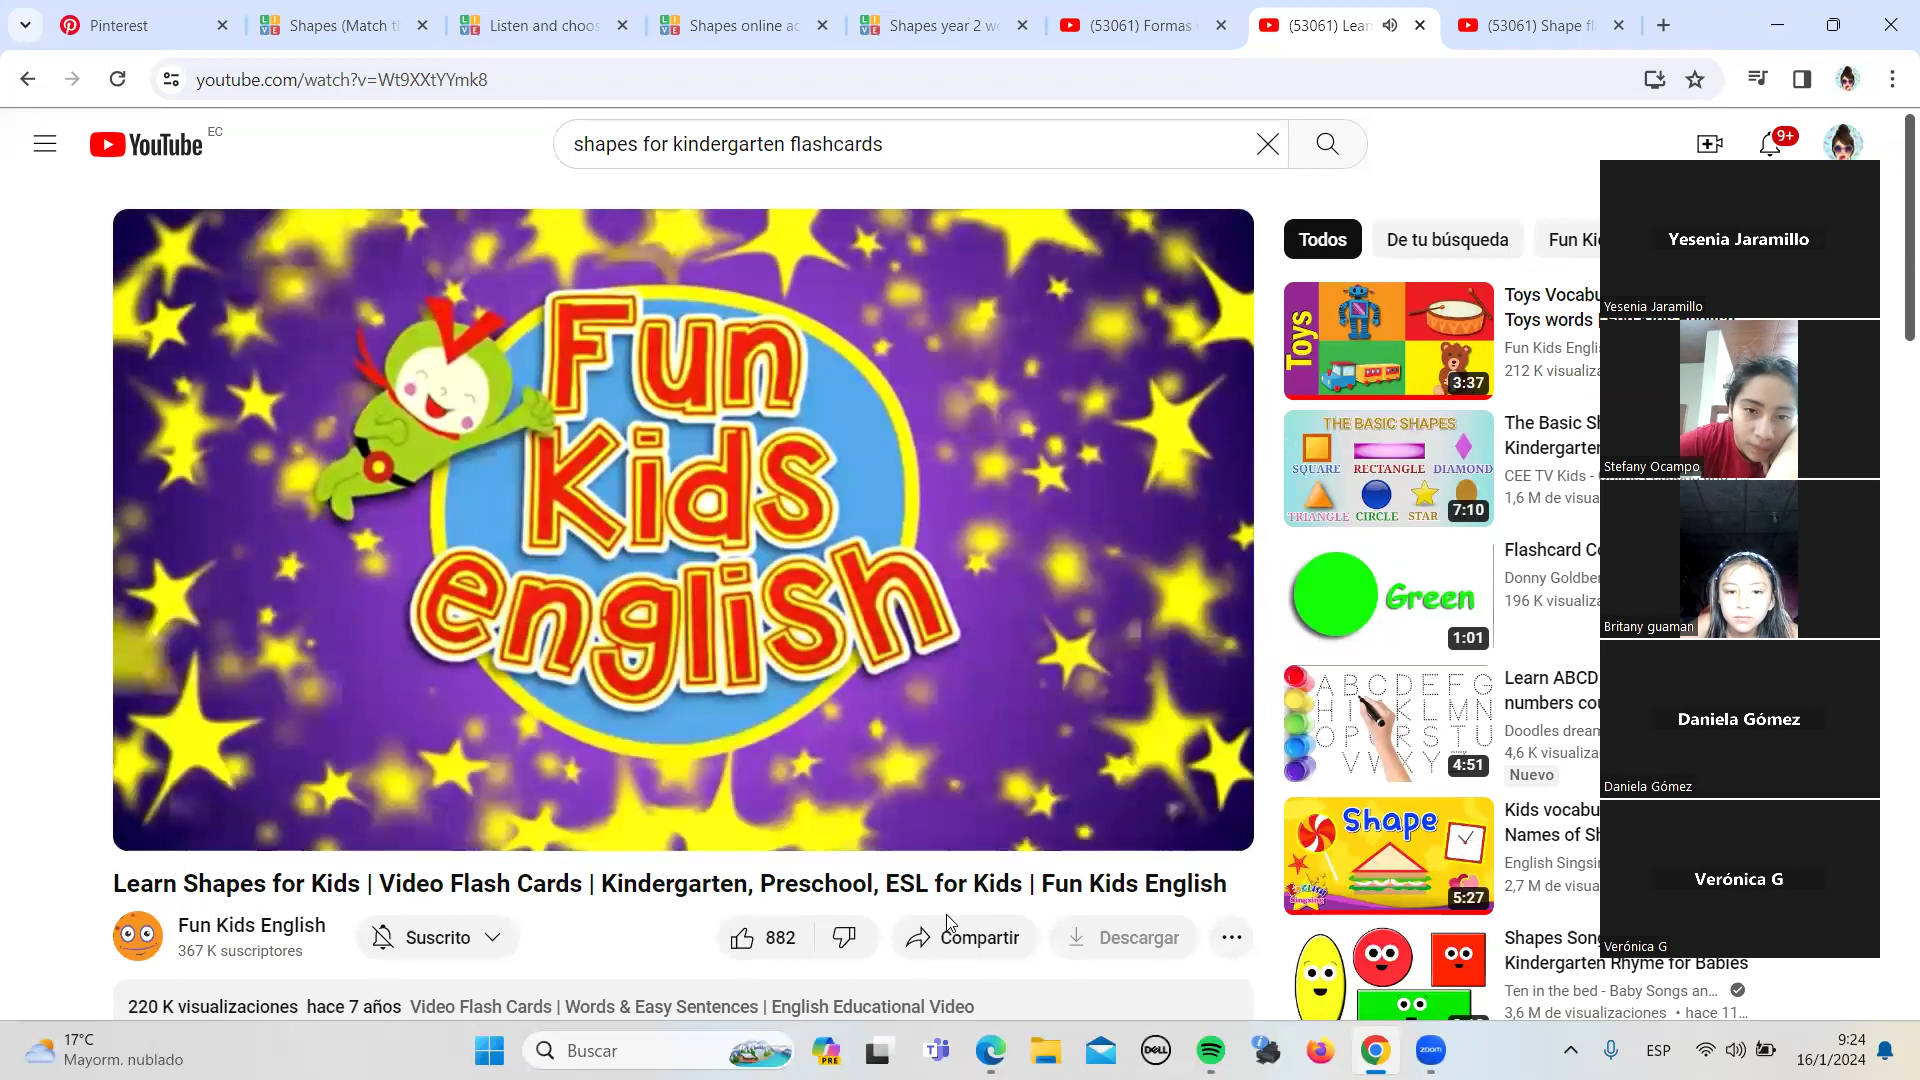 Pinterest
Shapes (Match t
Listen and choos
Shapes online ac
Shapes year 2 wo
(53061) Formas
(53061) Lear
(53061) Shape fl
youtube.com/watch?v=Wt9XXtYYmk8
YouTube EC
shapes for kindergarten flashcards
9+
Fun
Kids
english
Todos
De tu búsqueda
Fun Ki
Toys
3:37
Toys Vocabu
Toys words
Fun Kids Engli
212 K visualiza
THE BASIC SHAPES
SQUARE RECTANGLE DIAMOND
TRIANGLE CIRCLE STAR
7:10
The Basic S
Kindergarten
CEE TV Kids -
1,6 M de visua
Green
1:01
Flashcard C
Donny Goldber
196 K visualiza
A B C D E F G
H I K L M N
O P Q R S T U
V W X Y
4:51
Learn ABCD
numbers cou
Doodles drean
4,6 K visualiza
Nuevo
Shape
English Singsing
5:27
Kids vocabu
Names of Sh
English Singsi
2,7 M de visua
Shapes Son
Kindergarten Rhyme for Babies
Ten in the bed - Baby Songs an...
3,6 M de visualizaciones • hace 11...
Yesenia Jaramillo
Yesenia Jaramillo
Stefany Ocampo
Britany guaman
Daniela Gómez
Daniela Gómez
Verónica G
Verónica G
Learn Shapes for Kids | Video Flash Cards | Kindergarten, Preschool, ESL for Kids | Fun Kids English
Fun Kids English
367 K suscriptores
Suscrito
882
Compartir
Descargar
220 K visualizaciones hace 7 años Video Flash Cards | Words & Easy Sentences | English Educational Video
17°C
Mayorm. nublado
Buscar
PRE
DELL
zoom
ESP
9:24
16/1/2024